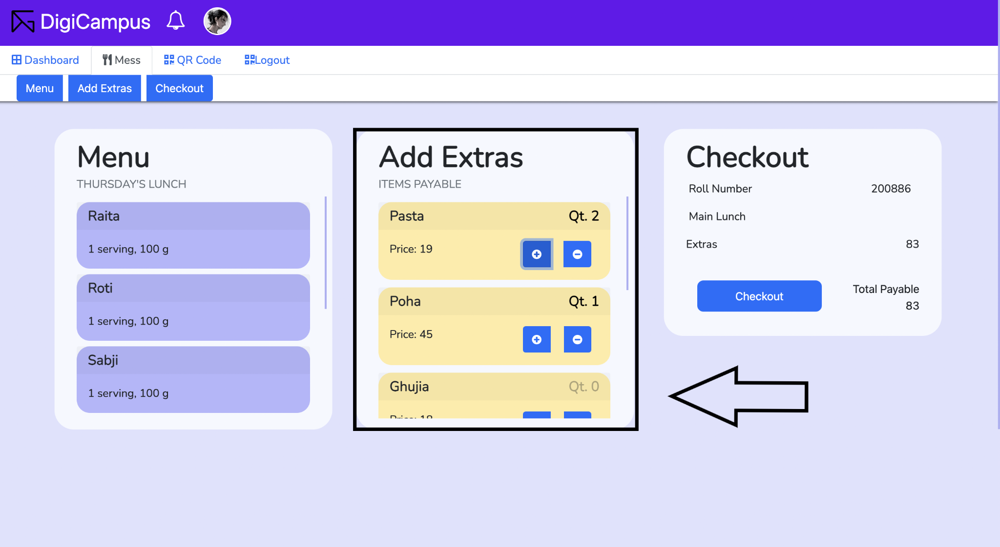 DigiCampus
Dashboard
Mess
QR Code
Logout
Menu
Add Extras
Checkout
Menu
THURSDAY'S LUNCH
Raita
1 serving, 100 g
Roti
1 serving, 100 g
Sabji
1 serving, 100 g
Add Extras
ITEMS PAYABLE
Pasta Qt. 2
Price: 19
Poha Qt. 1
Price: 45
Ghujia Qt. 0
Price: 18
Checkout
Roll Number 200886
Main Lunch
Extras 83
Checkout
Total Payable
83